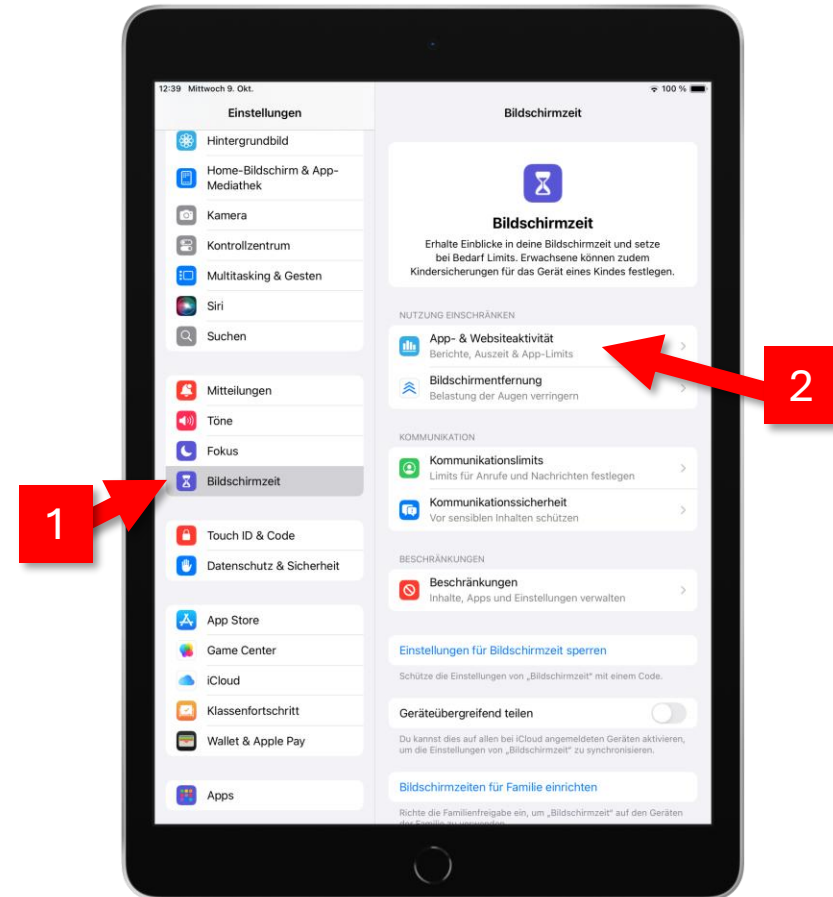 12:39 Mittwoch 9. Okt.
100 %
Einstellungen
Hintergrundbild
Home-Bildschirm & App-
Mediathek
Kamera
Kontrollzentrum
Multitasking & Gesten
Siri
Suchen
Mitteilungen
Töne
Fokus
Bildschirmzeit
Touch ID & Code
Datenschutz & Sicherheit
App Store
Game Center
iCloud
Klassenfortschritt
Wallet & Apple Pay
Apps
1
Bildschirmzeit
Bildschirmzeit
Erhalte Einblicke in deine Bildschirmzeit und setze
bei Bedarf Limits. Erwachsene können zudem
Kindersicherungen für das Gerät eines Kindes festlegen.
NUTZUNG EINSCHRÄNKEN
App- & Websiteaktivität
Berichte, Auszeit & App-Limits
Bildschirmentfernung
Belastung der Augen verringern
2
KOMMUNIKATION
Kommunikationslimits
Limits für Anrufe und Nachrichten festlegen
Kommunikationssicherheit
Vor sensiblen Inhalten schützen
BESCHRÄNKUNGEN
Beschränkungen
Inhalte, Apps und Einstellungen verwalten
Einstellungen für Bildschirmzeit sperren
Schütze die Einstellungen von „Bildschirmzeit“ mit einem Code.
Geräteübergreifend teilen
Du kannst dies auf allen bei iCloud angemeldeten Geräten aktivieren,
um die Einstellungen von „Bildschirmzeit“ zu synchronisieren.
Bildschirmzeiten für Familie einrichten
Richte die Familienfreigabe ein, um „Bildschirmzeit“ auf den Geräten
der Familie zu verwenden.